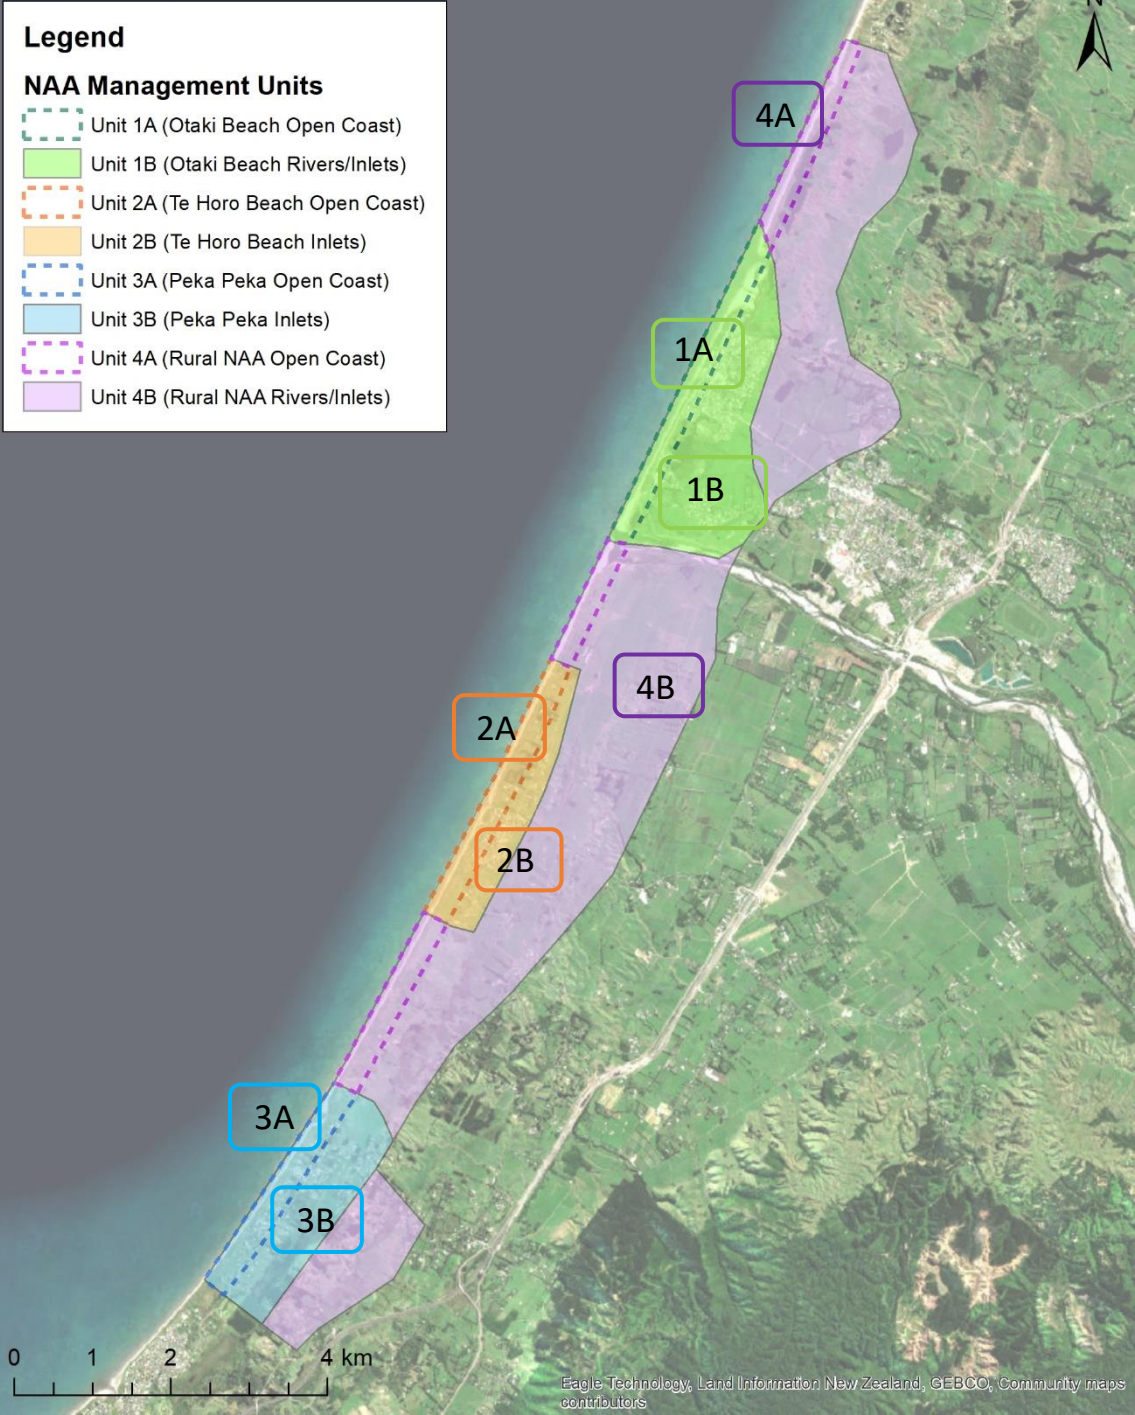 Legend
NAA Management Units
Unit 1A (Otaki Beach Open Coast)
Unit 1B (Otaki Beach Rivers/Inlets)
Unit 2A (Te Horo Beach Open Coast)
Unit 2B (Te Horo Beach Inlets)
Unit 3A (Peka Peka Open Coast)
Unit 3B (Peka Peka Inlets)
Unit 4A (Rural NAA Open Coast)
Unit 4B (Rural NAA Rivers/Inlets)
N
4A
1A
1B
4B
2A
2B
3A
3B
0 1 2 4 km
Eagle Technology, Land Information New Zealand, GEBCO, Community maps
contributors